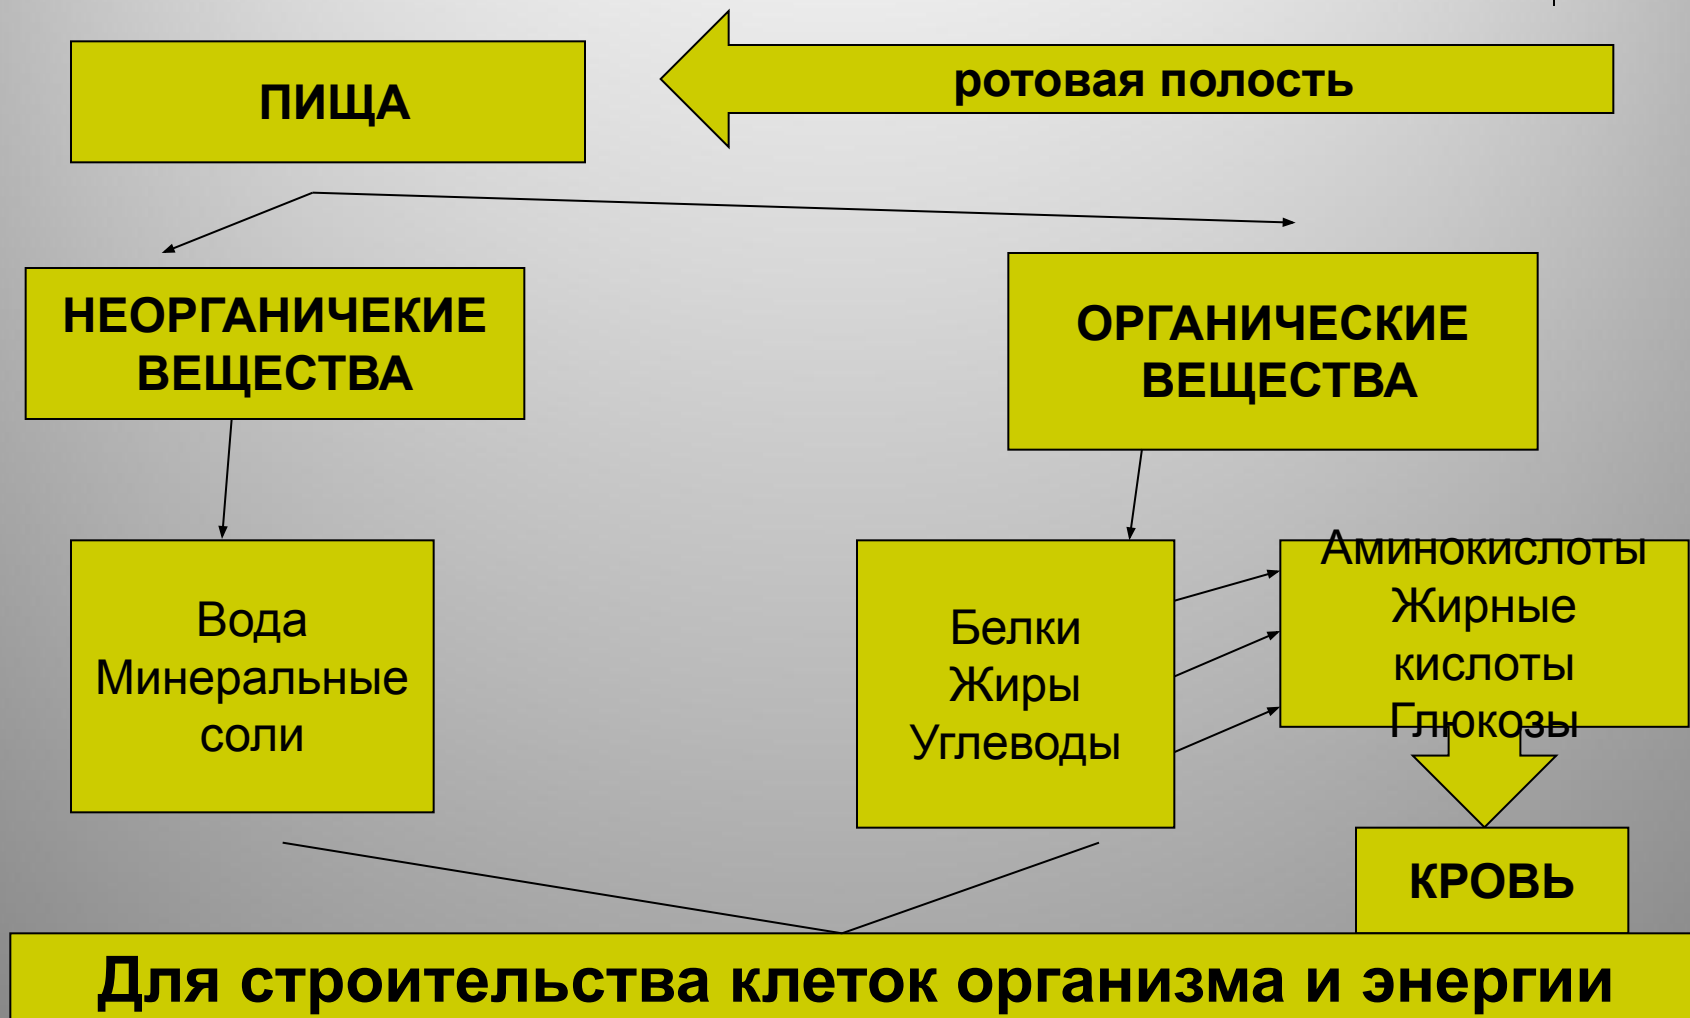 ПИЩА
ротовая полость
НЕОРГАНИЧЕКИЕ
ВЕЩЕСТВА
ОРГАНИЧЕСКИЕ
ВЕЩЕСТВА
Вода
Минеральные
соли
Белки
Жиры
Углеводы
Аминокислоты
Жирные
кислоты
Глюкозы
КРОВЬ
Для строительства клеток организма и энергии